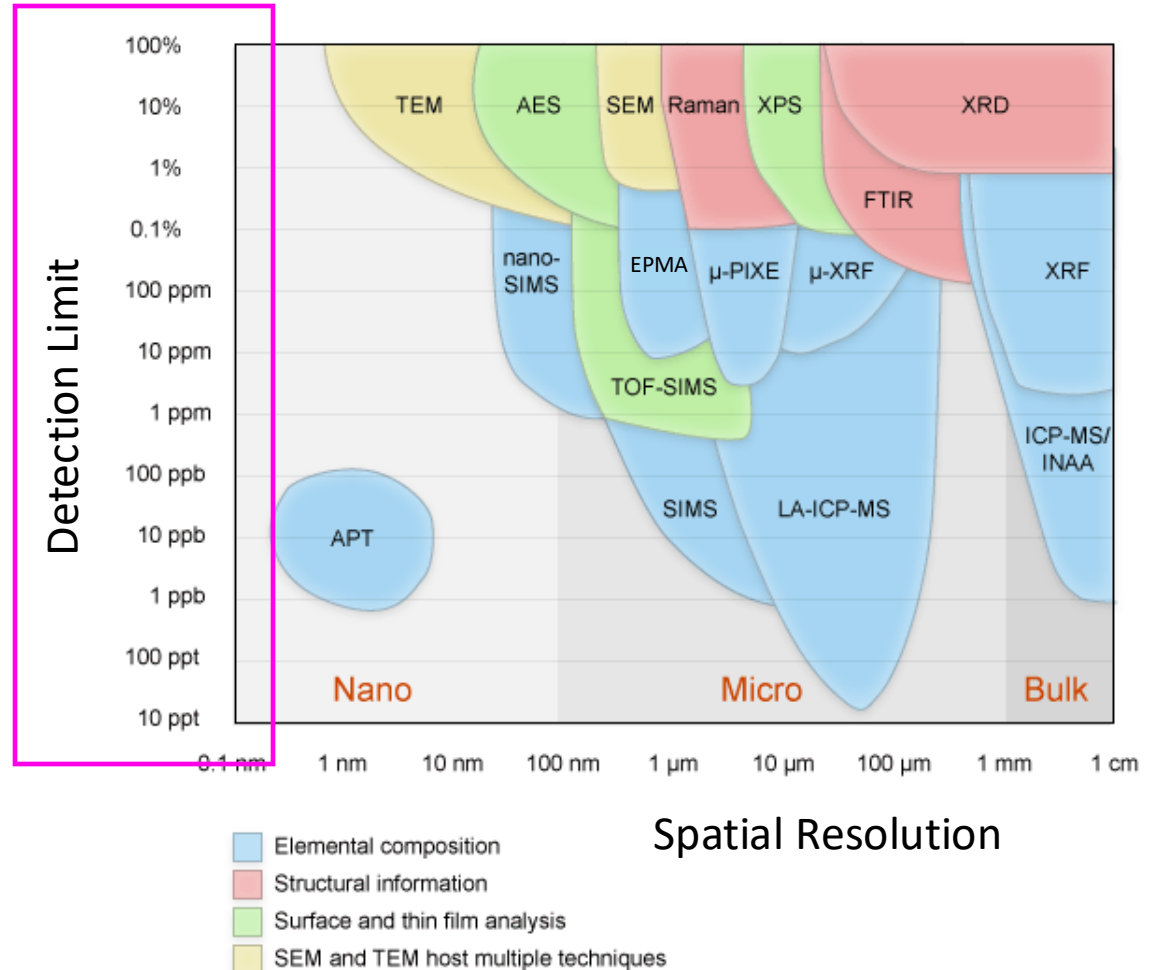 Detection Limit
100%
10%
1%
0.1%
100 ppm
10 ppm
1 ppm
100 ppb
10 ppb
1 ppb
100 ppt
10 ppt
TEM
AES
SEM
Raman
XPS
XRD
FTIR
nano-
SIMS
EPMA
μ-PIXE
μ-XRF
XRF
TOF-SIMS
ICP-MS/
INAA
APT
SIMS
LA-ICP-MS
Nano
Micro
Bulk
0.1 nm
1 nm
10 nm
100 nm
1 μm
10 μm
100 μm
1 mm
1 cm
Spatial Resolution
Elemental composition
Structural information
Surface and thin film analysis
SEM and TEM host multiple techniques